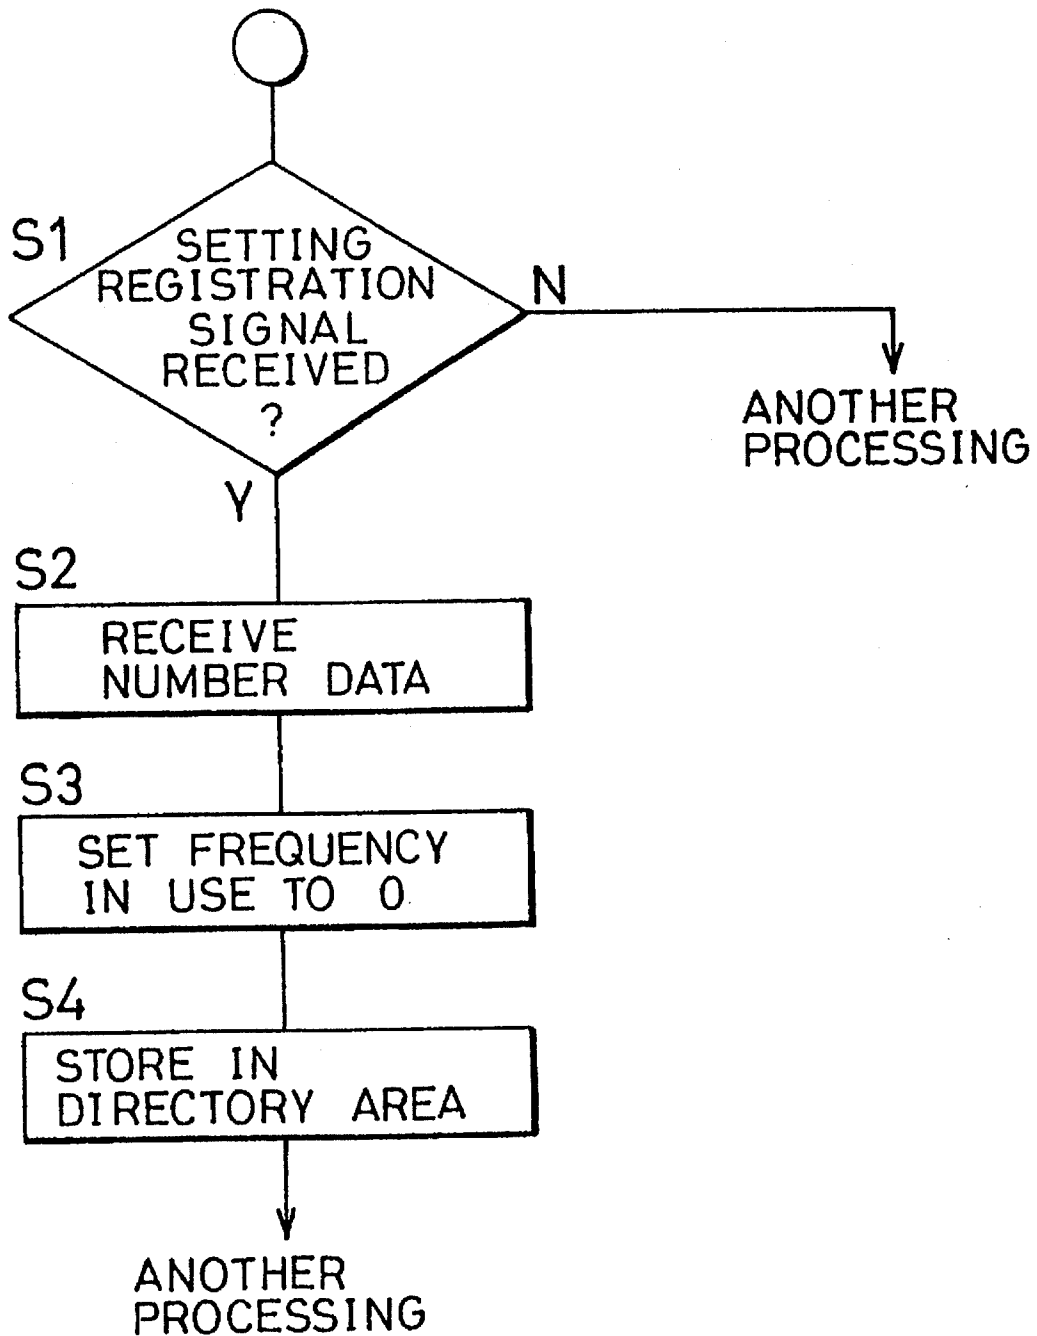 S1
SETTING
REGISTRATION
SIGNAL
RECEIVED
?
N
ANOTHER
PROCESSING
Y
S2
RECEIVE
NUMBER DATA
S3
SET FREQUENCY
IN USE TO 0
S4
STORE IN
DIRECTORY AREA
ANOTHER
PROCESSING